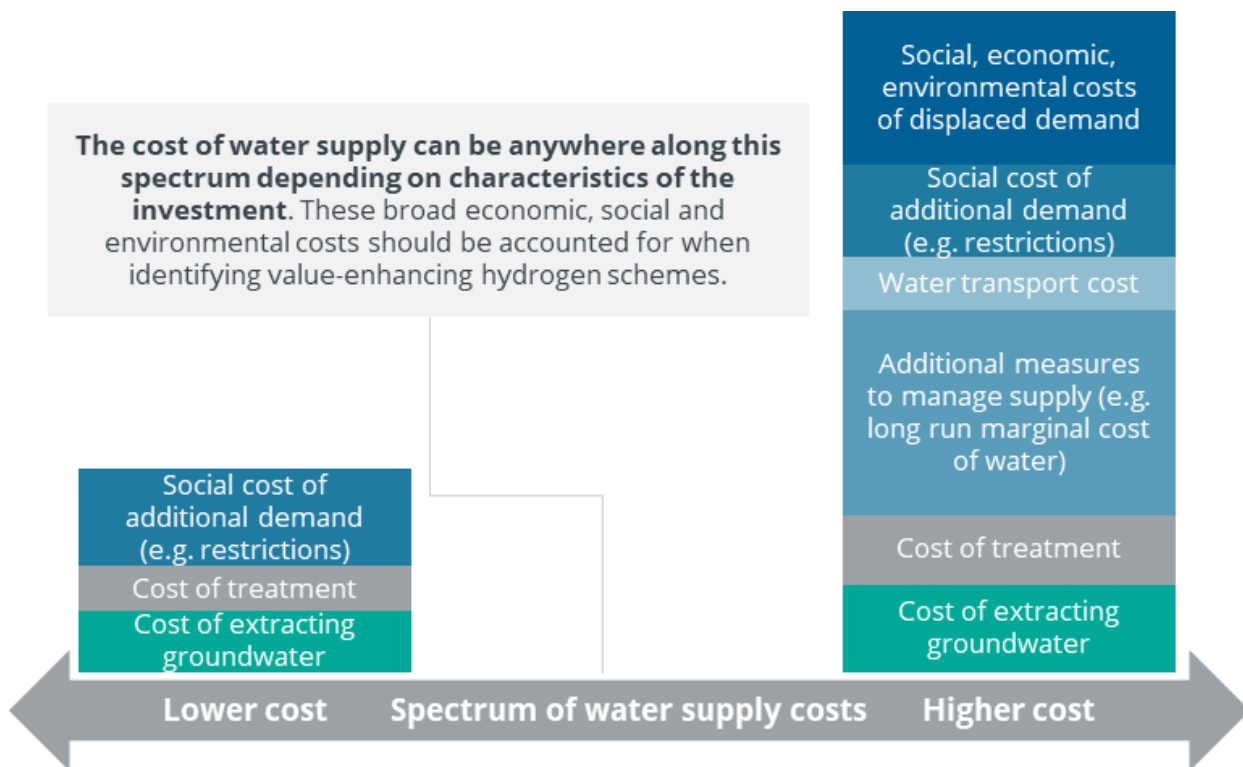 The cost of water supply can be anywhere along this
spectrum depending on characteristics of the
investment. These broad economic, social and
environmental costs should be accounted for when
identifying value-enhancing hydrogen schemes.
Social cost of
additional demand
(e.g. restrictions)
Cost of treatment
Cost of extracting
groundwater
Social, economic,
environmental costs
of displaced demand
Social cost of
additional demand
(e.g. restrictions)
Water transport cost
Additional measures
to manage supply (e.g.
long run marginal cost
of water)
Cost of treatment
Cost of extracting
groundwater
Lower cost
Spectrum of water supply costs
Higher cost